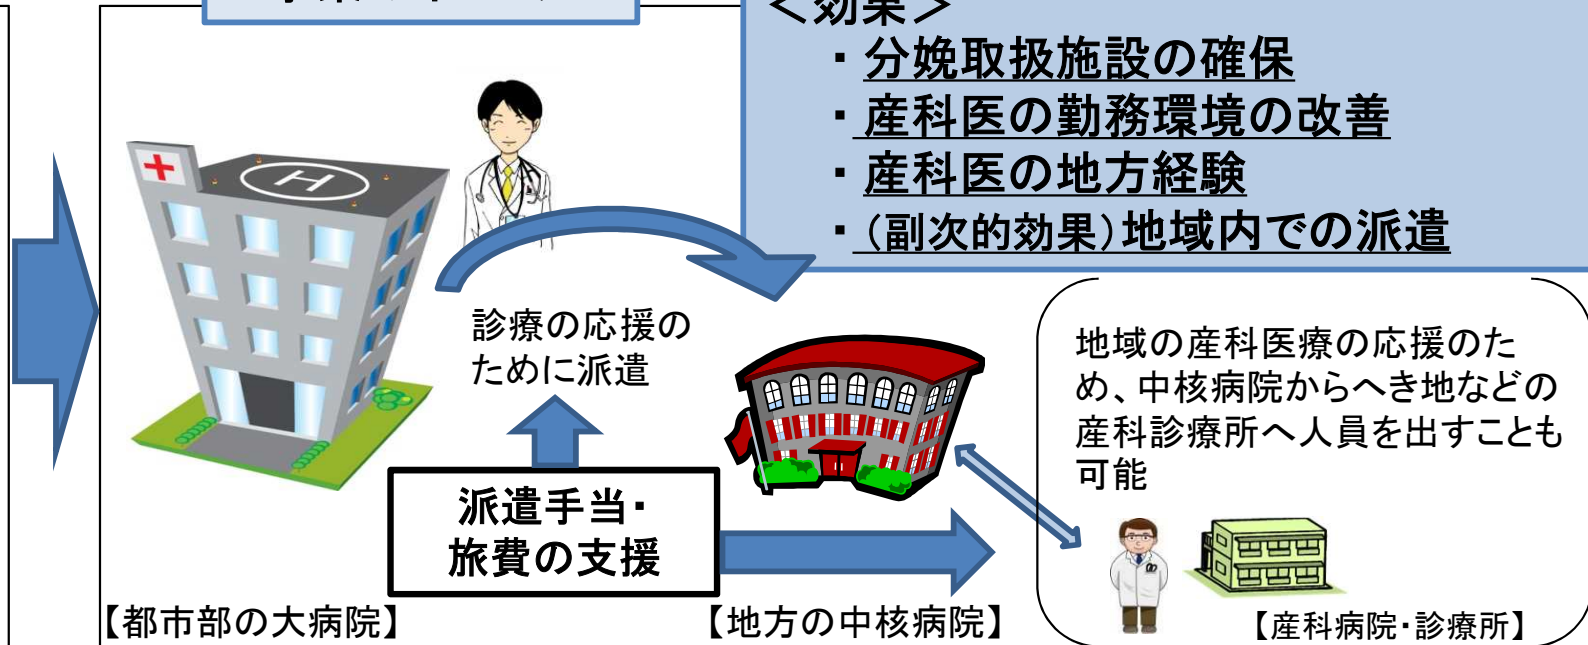 <効果>
・分娩取扱施設の確保
・産科医の勤務環境の改善
・産科医の地方経験
・(副次的効果)地域内での派遣
H
診療の応援の
ために派遣
派遣手当・
旅費の支援
【都市部の大病院】
【地方の中核病院】
地域の産科医療の応援のた
め、中核病院からへき地などの
産科診療所へ人員を出すことも
可能
【産科病院・診療所】